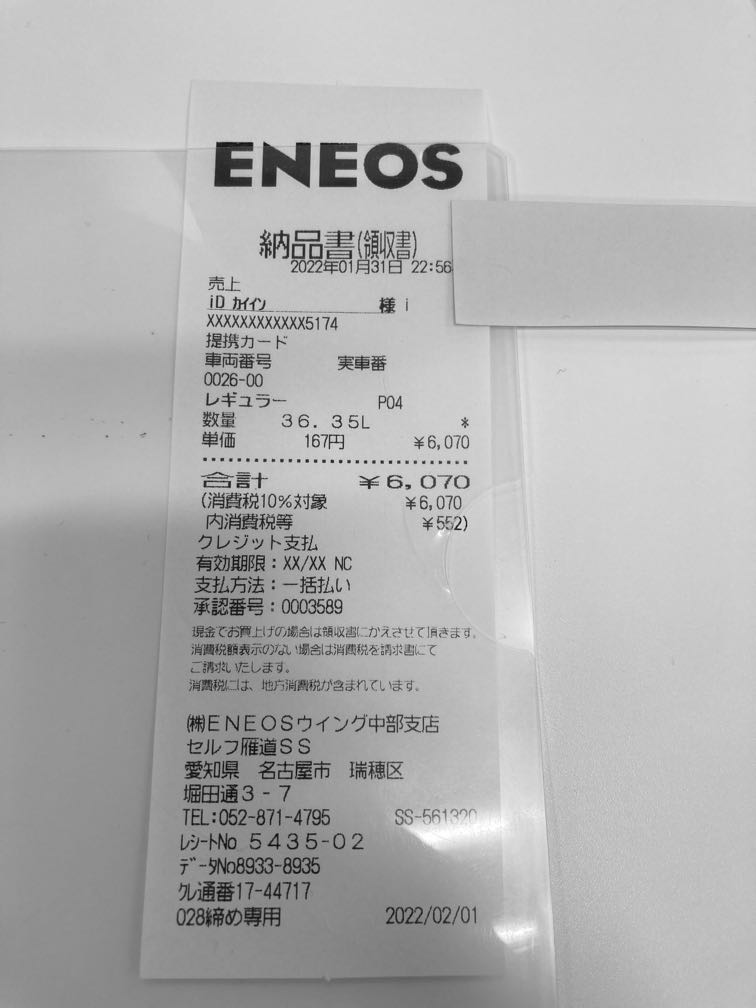 ENEOS
納品書(領収書)
2022年01月31日 22:56
売上
iD カイイン 様 i
XXXXXXXXXXXX5174
提携カード
車両番号 実車番
0026-00
レギュラー P04
数量 36.35L *
単価 167円 ¥6,070
合計 ¥6,070
(消費税10%対象 ¥6,070
内消費税等 ¥552)
クレジット支払
有効期限:XX/XX NC
支払方法:一括払い
承認番号:0003589
現金でお買上げの場合は領収書にかえさせて頂きます。
消費税額表示のない場合は消費税を請求書にて
ご請求いたします。
消費税には、地方消費税が含まれています。
㈱ENEOSウイング中部支店
セルフ雁道SS
愛知県 名古屋市 瑞穂区
堀田通3-7
TEL:052-871-4795 SS-561320
レシートNo 5435-02
データNo8933-8935
クレ通番17-44717
028締め専用 2022/02/01